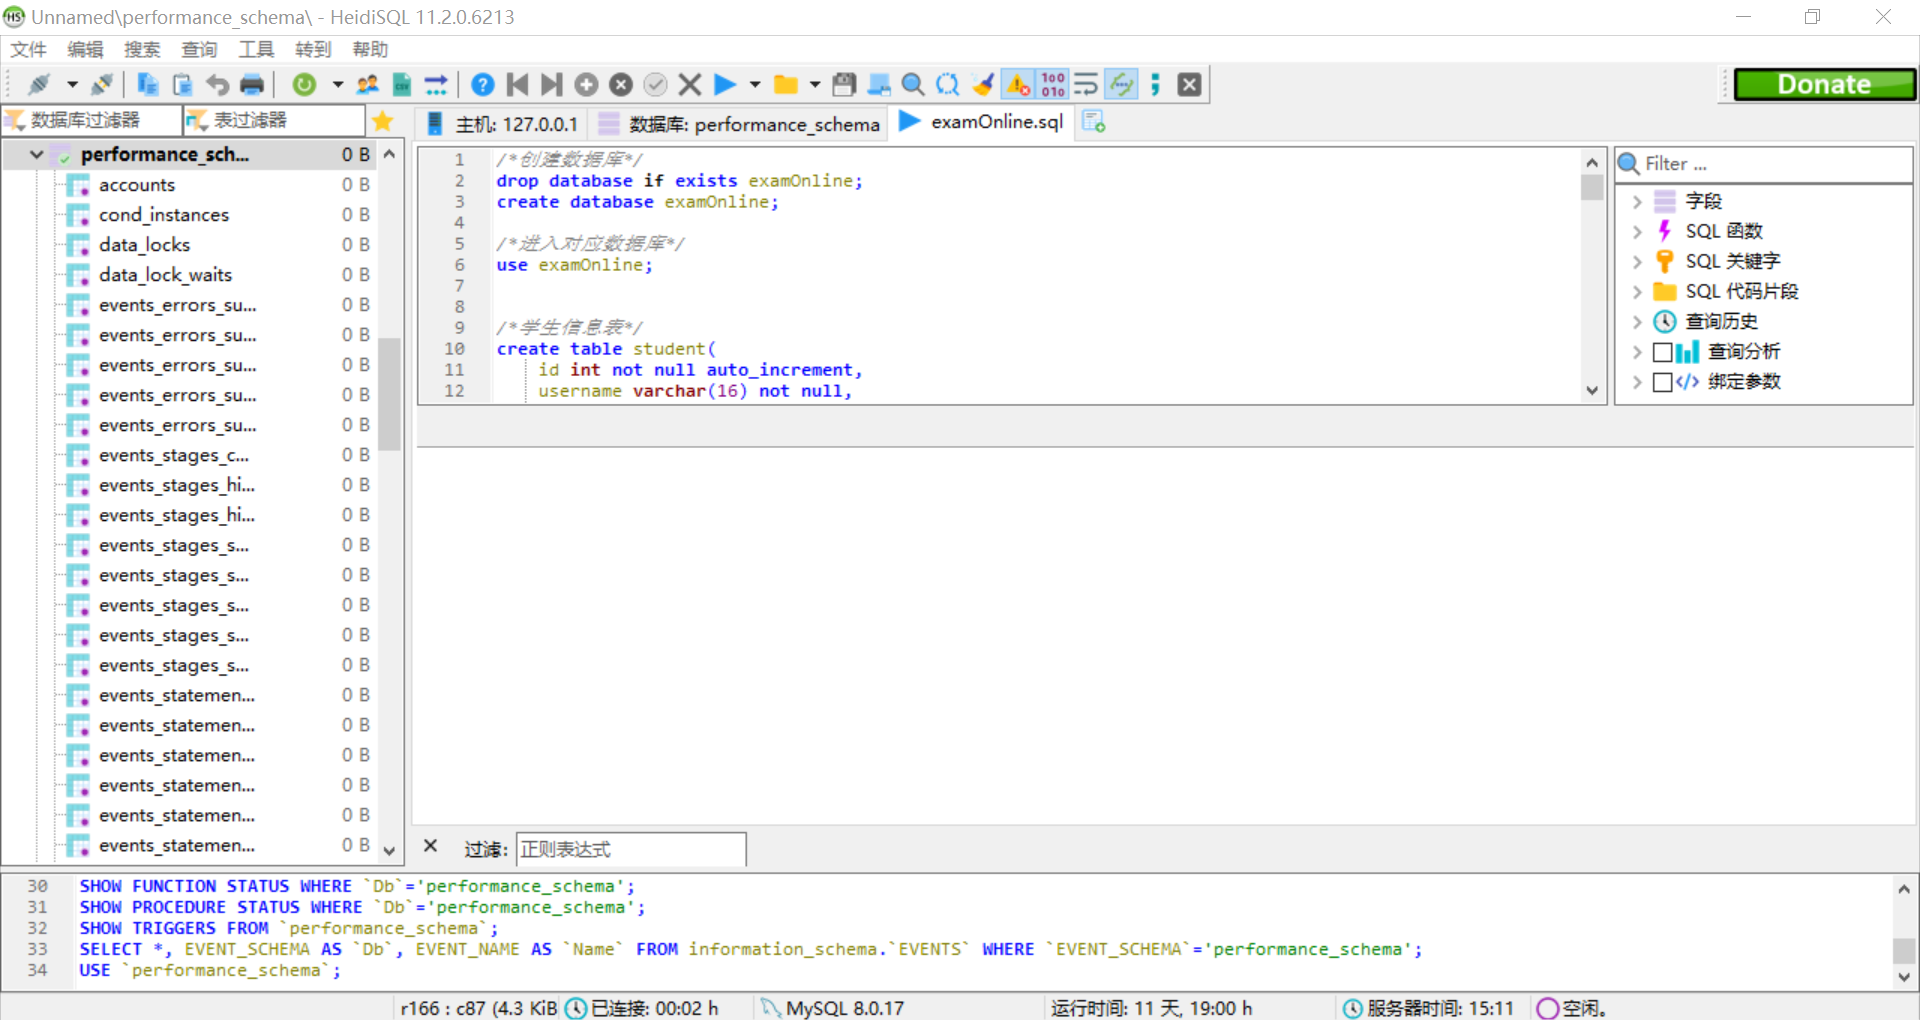 Unnamed\performance_schema\ - HeidiSQL 11.2.0.6213
文件 编辑 搜索 查询 工具 转到 帮助
Donate
数据库过滤器 表过滤器
主机: 127.0.0.1 数据库: performance_schema examOnline.sql
performance_sch... 0 B
accounts 0 B
cond_instances 0 B
data_locks 0 B
data_lock_waits 0 B
events_errors_su... 0 B
events_errors_su... 0 B
events_errors_su... 0 B
events_errors_su... 0 B
events_errors_su... 0 B
events_stages_c... 0 B
events_stages_hi... 0 B
events_stages_hi... 0 B
events_stages_s... 0 B
events_stages_s... 0 B
events_stages_s... 0 B
events_stages_s... 0 B
events_stages_s... 0 B
events_statemen... 0 B
events_statemen... 0 B
events_statemen... 0 B
events_statemen... 0 B
events_statemen... 0 B
events_statemen... 0 B
1 /*创建数据库*/
2 drop database if exists examOnline;
3 create database examOnline;
4
5 /*进入对应数据库*/
6 use examOnline;
7
8
9 /*学生信息表*/
10 create table student(
11 id int not null auto_increment,
12 username varchar(16) not null,
Filter ...
字段
SQL 函数
SQL 关键字
SQL 代码片段
查询历史
查询分析
绑定参数
过滤: 正则表达式
30 SHOW FUNCTION STATUS WHERE `Db`='performance_schema';
31 SHOW PROCEDURE STATUS WHERE `Db`='performance_schema';
32 SHOW TRIGGERS FROM `performance_schema`;
33 SELECT *, EVENT_SCHEMA AS `Db`, EVENT_NAME AS `Name` FROM information_schema.`EVENTS` WHERE `EVENT_SCHEMA`='performance_schema';
34 USE `performance_schema`;
r166 : c87 (4.3 KiB 已连接: 00:02 h MySQL 8.0.17 运行时间: 11 天, 19:00 h 服务器时间: 15:11 空闲。